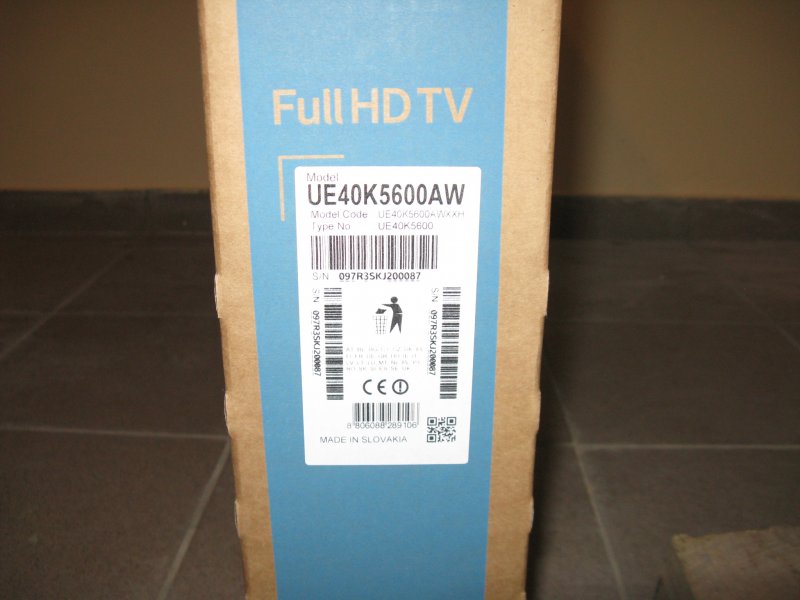 Full HD TV
Model
UE40K5600AW
Model Code UE40K5600AWXXH
Type No. UE40K5600
S/N 097R3SKJ200087
S/N 097R3SKJ200087
S/N 097R3SKJ200087
CE
8 806088 289106
MADE IN SLOVAKIA